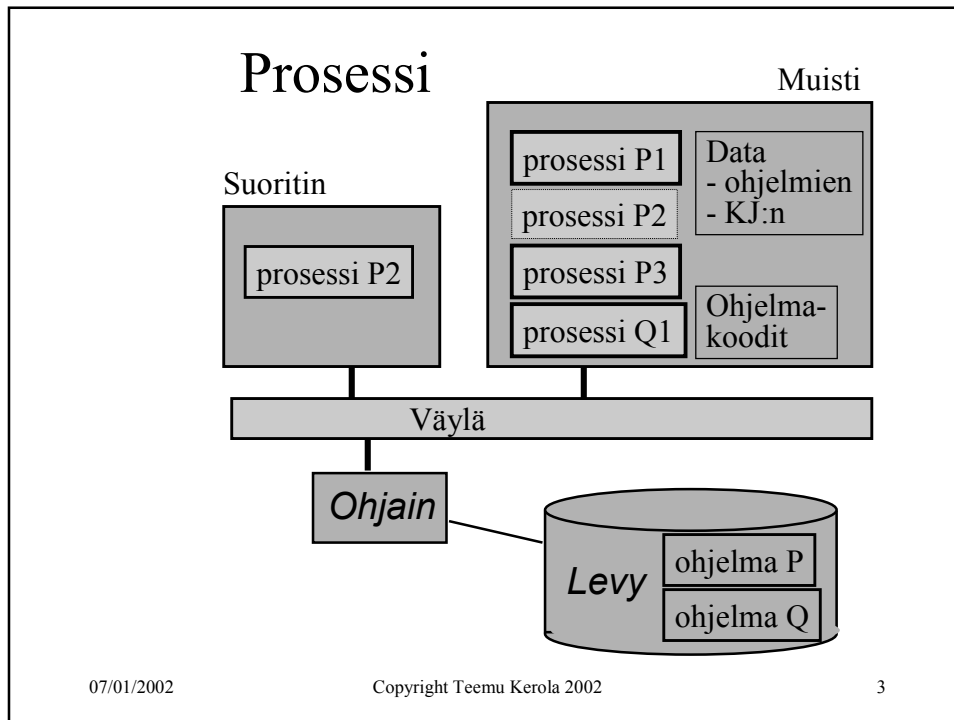 Prosessi
Muisti
Suoritin
prosessi P2
prosessi P1
prosessi P2
prosessi P3
prosessi Q1
Data
- ohjelmien
- KJ:n
Ohjelma-
koodit
Väylä
Ohjain
Levy
ohjelma P
ohjelma Q
07/01/2002
Copyright Teemu Kerola 2002
3